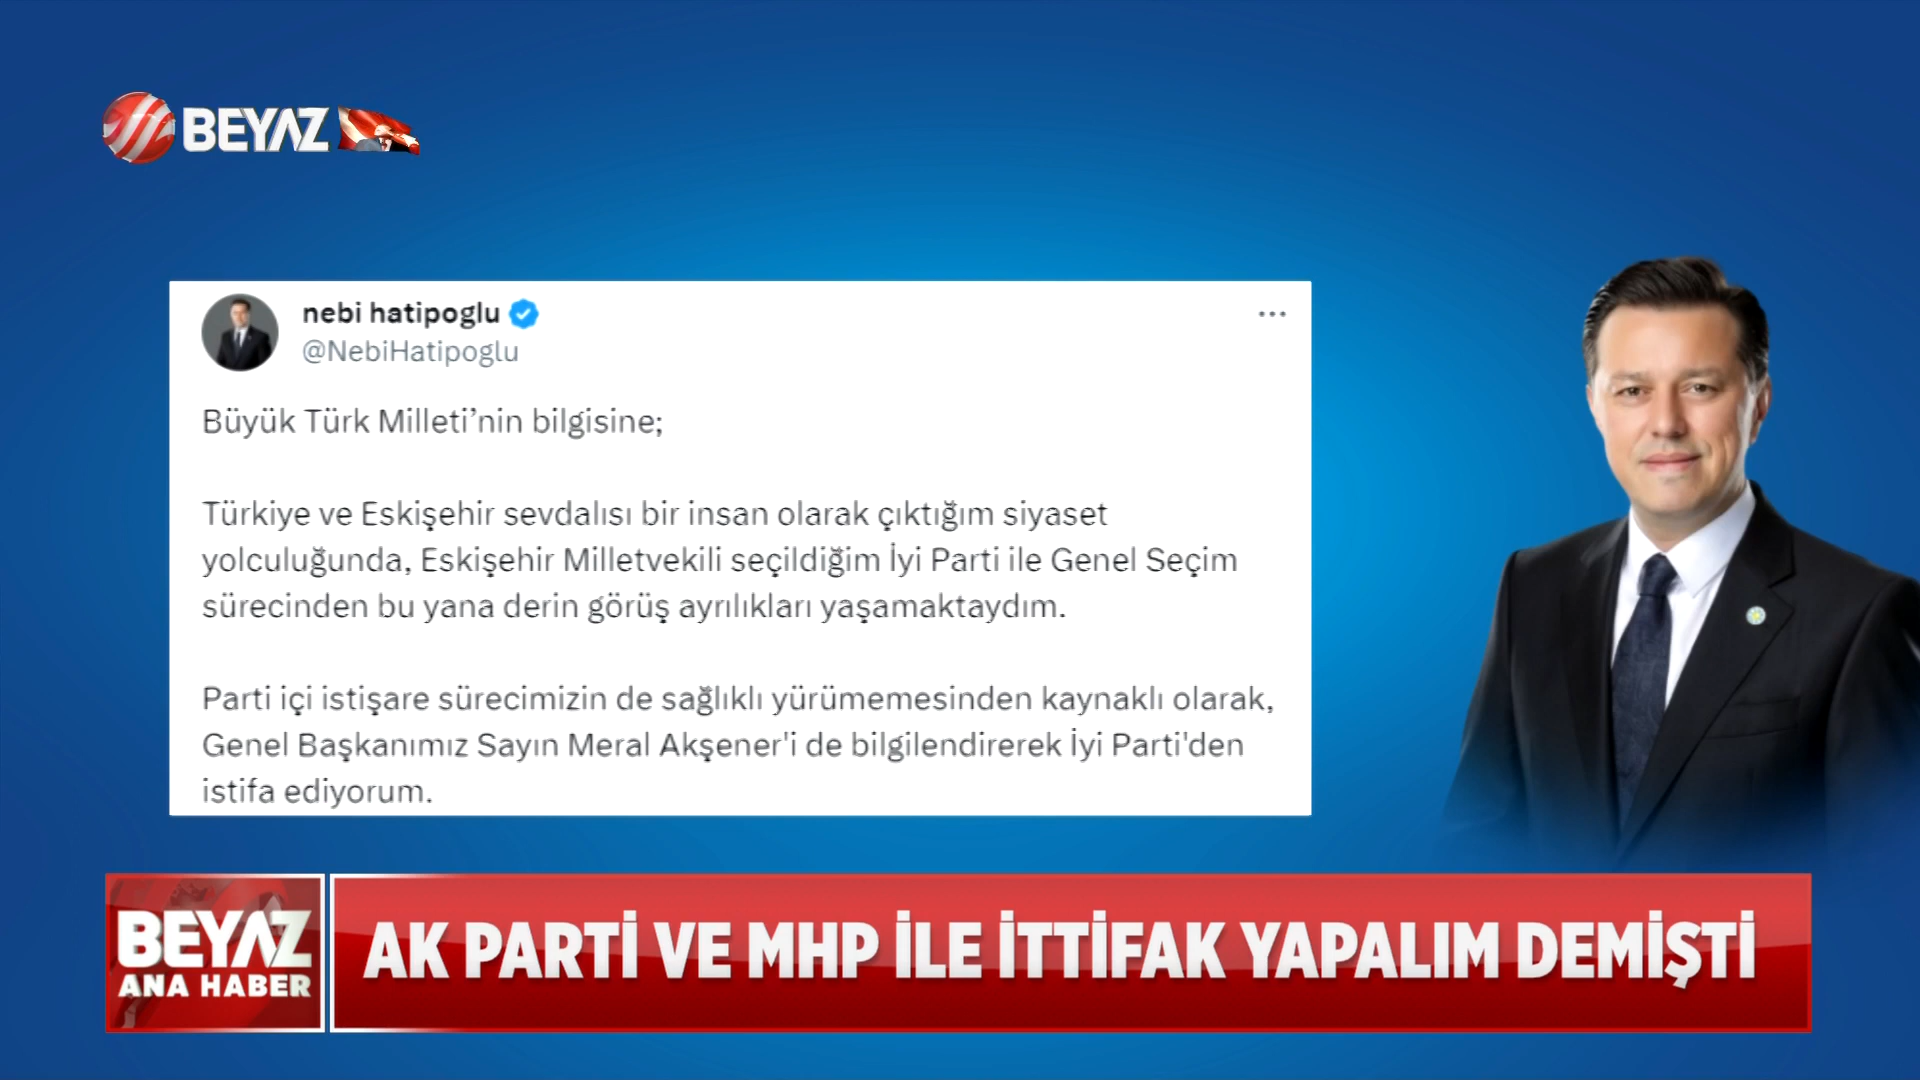 BEYAZ
nebi hatipoglu
@NebiHatipoglu
Büyük Türk Milleti’nin bilgisine;
Türkiye ve Eskişehir sevdalısı bir insan olarak çıktığım siyaset
yolculuğunda, Eskişehir Milletvekili seçildiğim İyi Parti ile Genel Seçim
sürecinden bu yana derin görüş ayrılıkları yaşamaktaydım.
Parti içi istişare sürecimizin de sağlıklı yürümemesinden kaynaklı olarak,
Genel Başkanımız Sayın Meral Akşener'i de bilgilendirerek İyi Parti'den
istifa ediyorum.
BEYAZ
ANA HABER
AK PARTİ VE MHP İLE İTTİFAK YAPALIM DEMİŞTİ